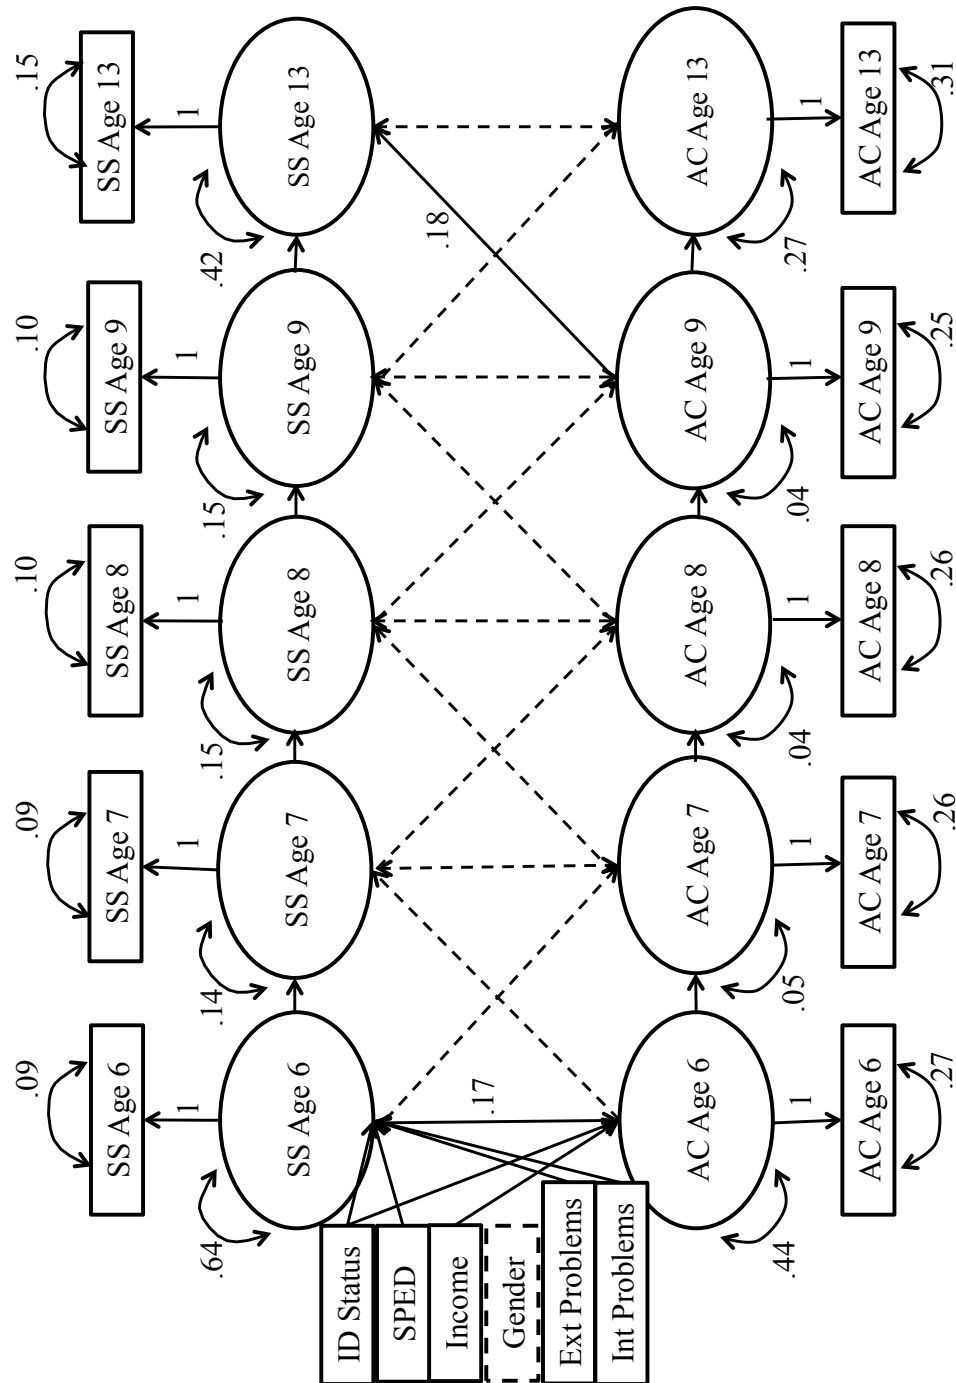 .09
.09
.10
.10
.15
SS Age 6
SS Age 7
SS Age 8
SS Age 9
SS Age 13
1
1
1
1
1
.64
.14
.15
.15
.42
SS Age 6
SS Age 7
SS Age 8
SS Age 9
SS Age 13
ID Status
SPED
Income
Gender
Ext Problems
Int Problems
.17
.18
AC Age 6
AC Age 7
AC Age 8
AC Age 9
AC Age 13
.44
.05
.04
.04
.27
1
1
1
1
1
AC Age 6
AC Age 7
AC Age 8
AC Age 9
AC Age 13
.27
.26
.26
.25
.31